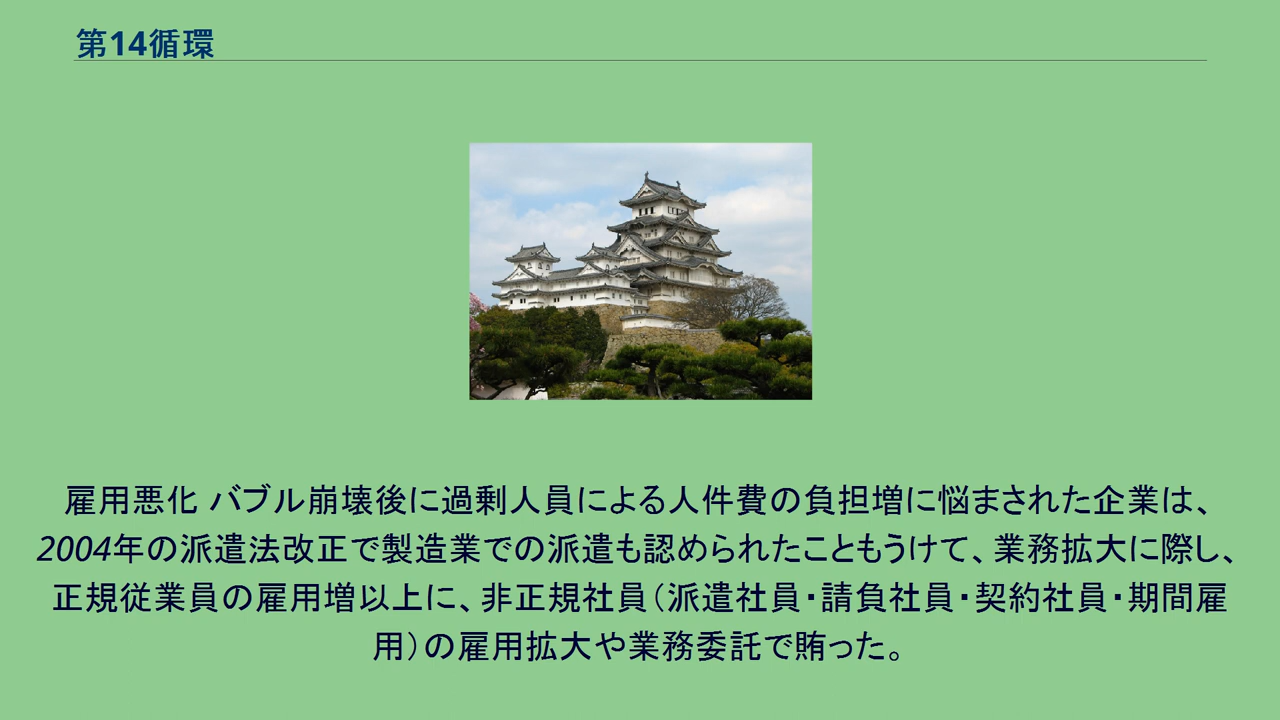 第14循環
雇用悪化 バブル崩壊後に過剰人員による人件費の負担増に悩まされた企業は、
2004年の派遣法改正で製造業での派遣も認められたこともうけて、業務拡大に際し、
正規従業員の雇用増以上に、非正規社員（派遣社員・請負社員・契約社員・期間雇
用）の雇用拡大や業務委託で賄った。